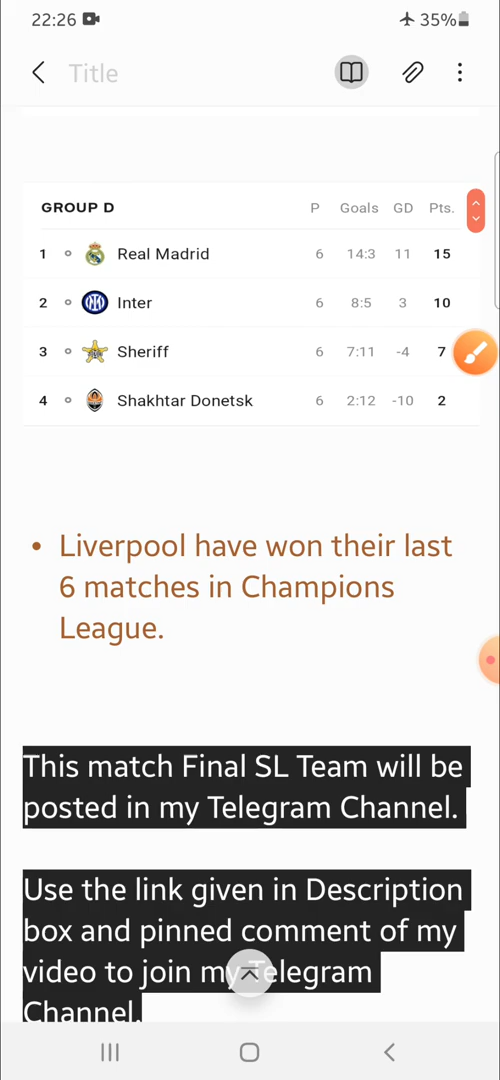 22:26 35%
Title
GROUP D P Goals GD Pts.
1 Real Madrid 6 14:3 11 15
2 Inter 6 8:5 3 10
3 Sheriff 6 7:11 -4 7
4 Shakhtar Donetsk 6 2:12 -10 2
• Liverpool have won their last
6 matches in Champions
League.
This match Final SL Team will be
posted in my Telegram Channel.
Use the link given in Description
box and pinned comment of my
video to join my Telegram
Channel.